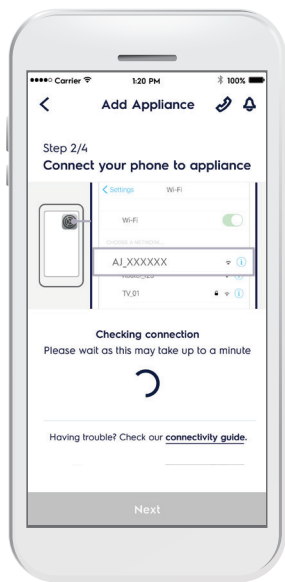 Carrier 1:20 PM 100%
Add Appliance
Step 2/4
Connect your phone to appliance
Settings Wi-Fi
Wi-Fi
CHOOSE A NETWORK...
AJ_XXXXXX
TV_01
Checking connection
Please wait as this may take up to a minute
Having trouble? Check our connectivity guide.
Next